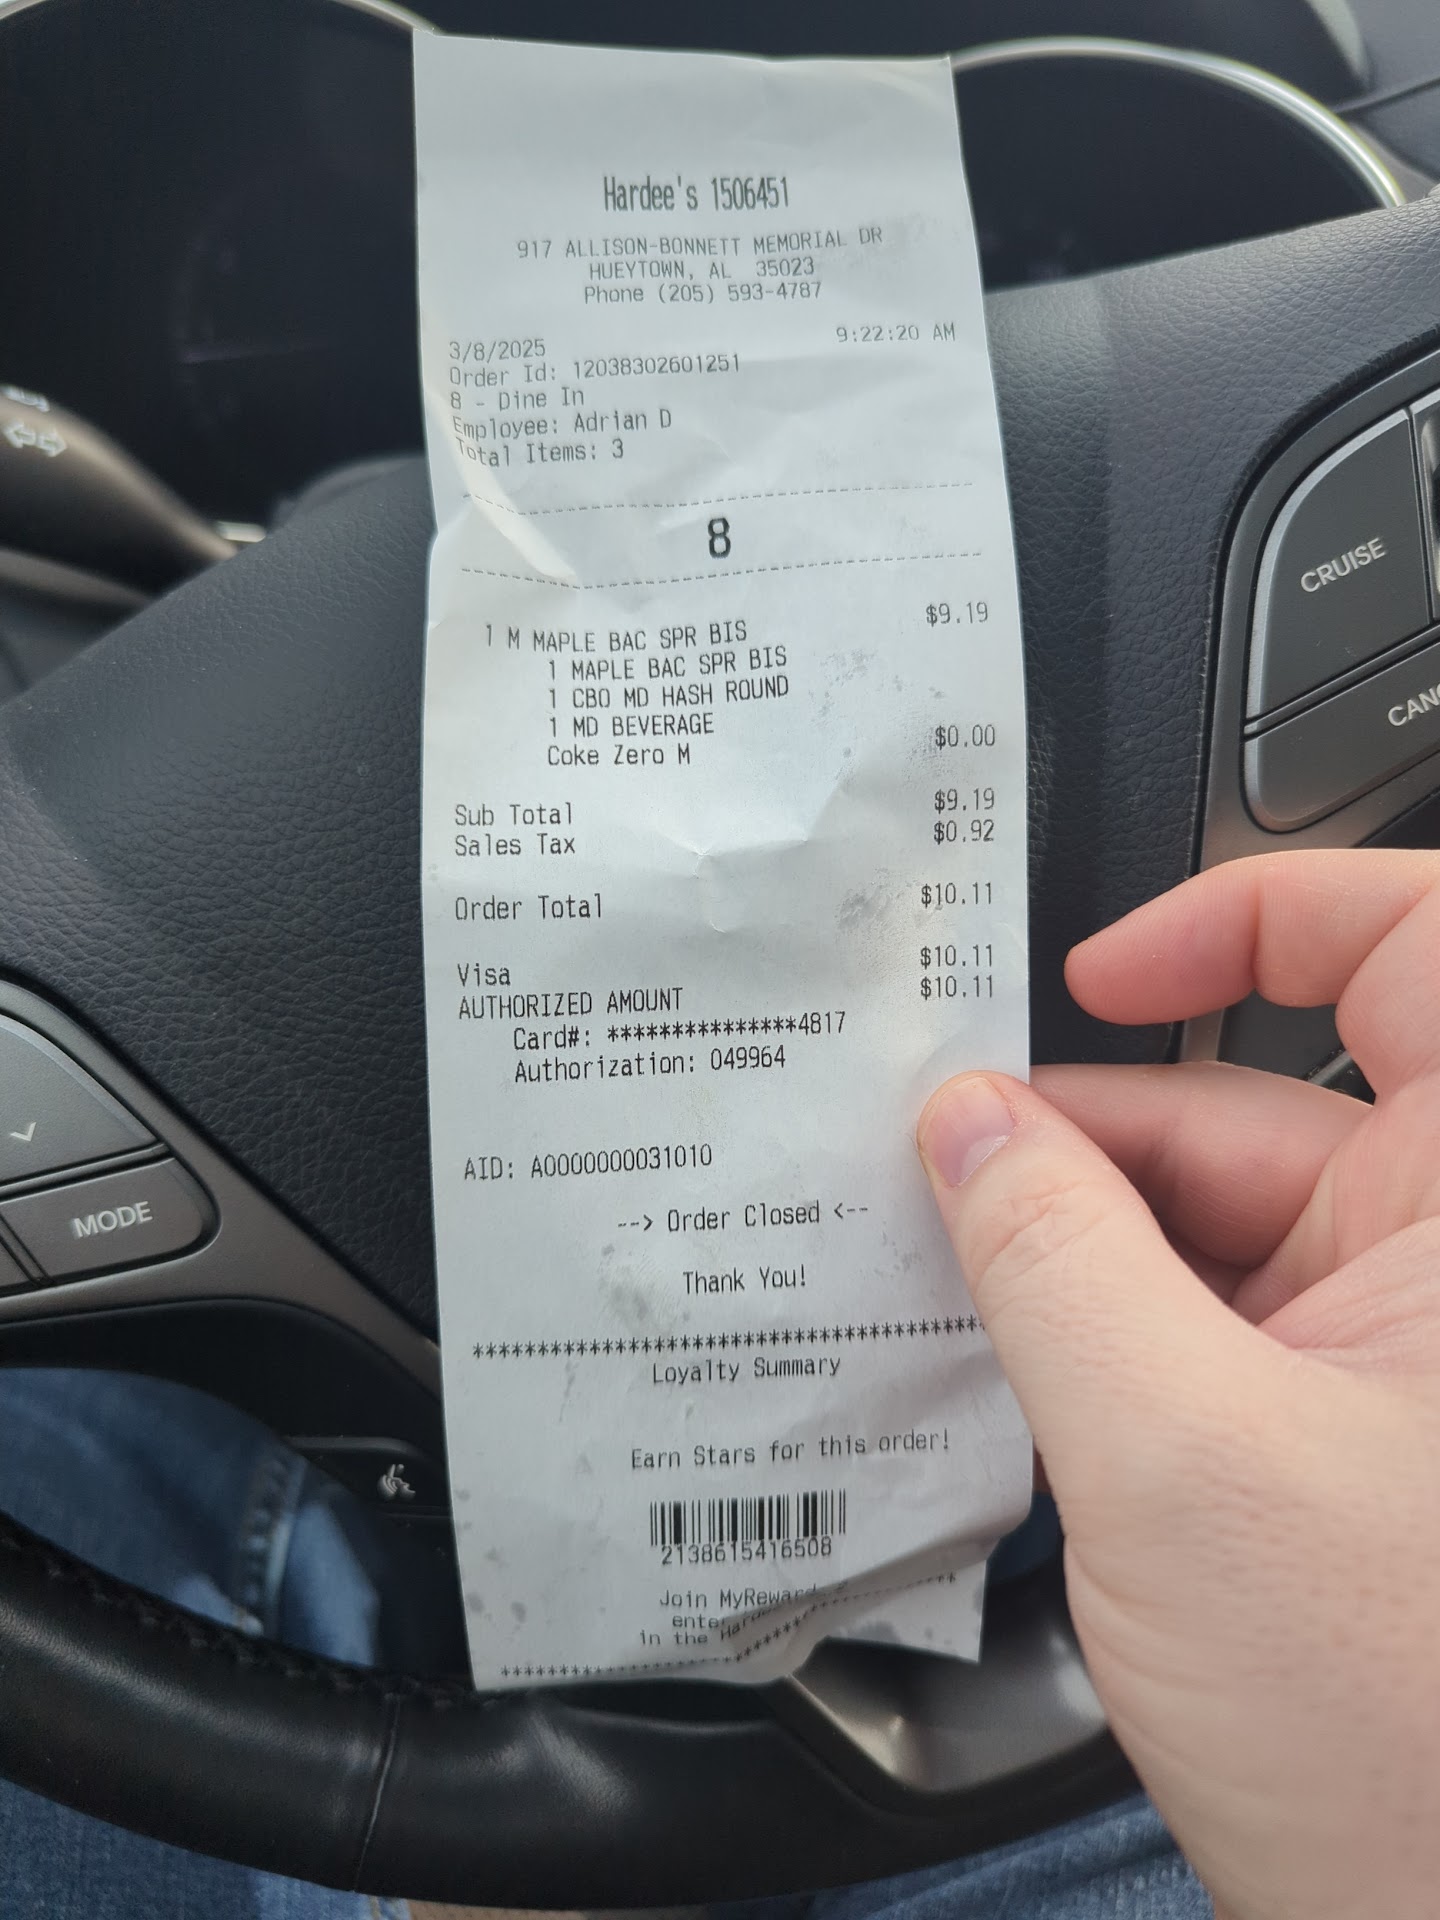 Hardee's 1506451
917 ALLISON-BONNETT MEMORIAL DR
HUEYTOWN, AL 35023
Phone (205) 593-4787
3/8/2025 9:22:20 AM
Order Id: 12038302601251
8 - Dine In
Employee: Adrian D
Total Items: 3
8
1 M MAPLE BAC SPR BIS $9.19
1 MAPLE BAC SPR BIS
1 CBO MD HASH ROUND
1 MD BEVERAGE
Coke Zero M $0.00
Sub Total $9.19
Sales Tax $0.92
Order Total $10.11
Visa $10.11
AUTHORIZED AMOUNT $10.11
Card#: ***************4817
Authorization: 049964
AID: A0000000031010
--> Order Closed <--
Thank You!
***************************************
Loyalty Summary
Earn Stars for this order!
2138615416508
Join
in the
CRUISE
MODE